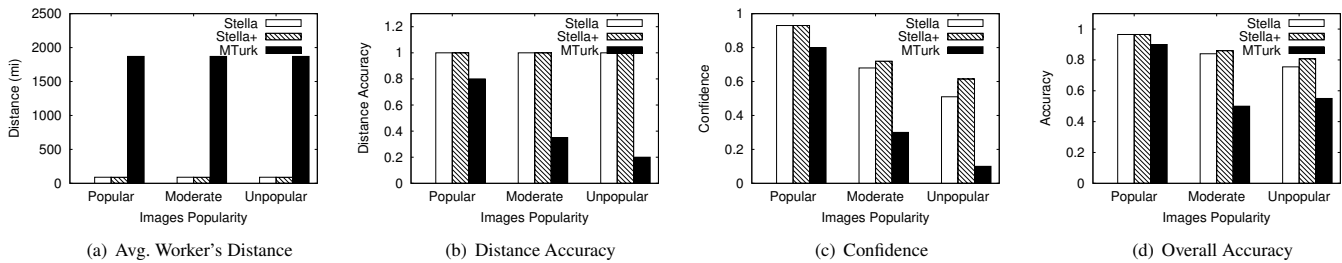 2500
2000
1500
1000
500
0
Distance (mi)
Stella
Stella+
MTurk
Popular Moderate Unpopular
Images Popularity
(a) Avg. Worker's Distance
1.2
1
0.8
0.6
0.4
0.2
0
Distance Accuracy
Stella
Stella+
MTurk
Popular Moderate Unpopular
Images Popularity
(b) Distance Accuracy
1
0.8
0.6
0.4
0.2
0
Confidence
Stella
Stella+
MTurk
Popular Moderate Unpopular
Images Popularity
(c) Confidence
1
0.8
0.6
0.4
0.2
0
Accuracy
Stella
Stella+
MTurk
Popular Moderate Unpopular
Images Popularity
(d) Overall Accuracy